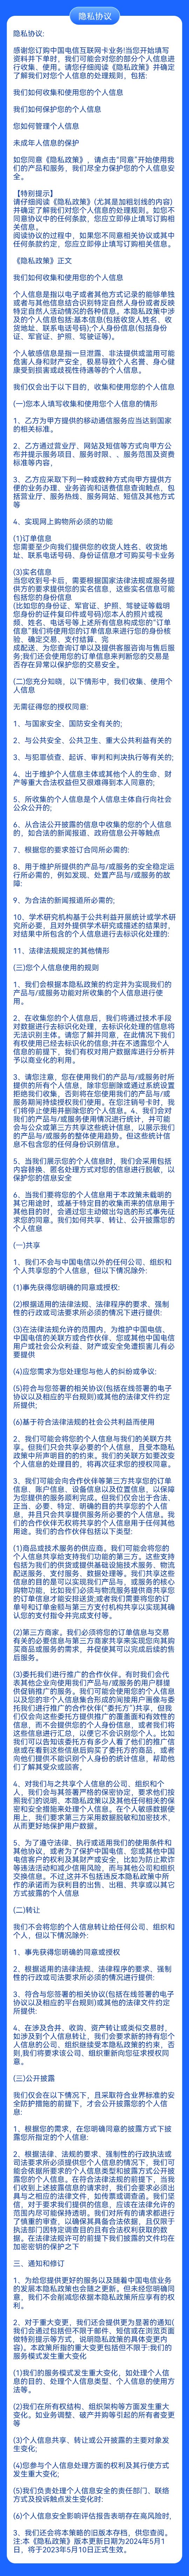 隐私协议
隐私协议:
感谢您订购中国电信互联网卡业务!当您开始填写
资料并下单时，我们可能会对您的部分个人信息进
行收集、使用。请您仔细阅读《隐私政策》并确定
了解我们对您个人信息的处理规则，包括:
我们如何收集和使用您的个人信息
我们如何保护您的个人信息
您如何管理个人信息
未成年人信息的保护
如您同意《隐私政策》，请点击“同意”开始使用我
们的产品和服务，我们尽全力保护您的个人信息安
全。
【特别提示】
请仔细阅读《隐私政策》(尤其是加粗划线的内容)
并确定了解我们对您个人信息的处理规则。如您不
同意协议中的任何条款，您应立即停止填写订购相
关信息。
阅读协议的过程中，如果您不同意相关协议或其中
任何条款约定，您应立即停止填写订购相关信息。
《隐私政策》正文
我们如何收集和使用您的个人信息
个人信息是指以电子或者其他方式记录的能够单独
或者与其他信息结合识别特定自然人身份或者反映
特定自然人活动情况的各种信息。本隐私政策中涉
及的个人信息包括:基本信息(包括收货人姓名、收
货地址、联系电话号码);个人身份信息(包括身份
证、军官证、护照、驾驶证等)。
个人敏感信息是指一旦泄露、非法提供或滥用可能
危害人身和财产安全，极易导致个人名誉、身心健
康受到损害或歧视性待遇等的个人信息。
我们仅会出于以下目的，收集和使用您的个人信息
(一)您本人填写收集和使用您个人信息的情形
1、乙方为甲方提供的移动通信服务应当达到国家
的相关标准。
2、乙方通过营业厅、网站及短信等方式向甲方公
布并提示服务项目、服务时限、、服务范围及资费
标准等内容，
3、乙方应采取下列一种或数种方式向甲方提供方
便的业务办理、业务咨询和话费信息查询触点，包
括营业厅、服务热线、服务网站、短信及其他方式
等
4、实现网上购物所必须的功能
(1)订单信息
您需要至少向我们提供您的收货人姓名、收货地
址、联系电话号码、身份证信息才可购买号卡业务
(3)实名信息
当您收到号卡后，需要根据国家法律法规或服务提
供方的要求提供您的实名信息，这些实名信息可能
包括您的身份信息
(比如您的身份证、军官证、护照、驾驶证等载明
您身份的证件复印件或号码)您本人的照片或视
频、姓名、电话号等上述所有信息构成您的"订单
信息"我们将使用您的订单信息来进行您的身份核
验、确定交易、支付结算、完
成配送、为您查询订单以及提供客服咨询与售后服
务;我们还会使用您的订单信息来判断您的交易是
否存在异常以保护您的交易安全。
(二)您充分知晓，以下情形中，我们收集、使用个
人信息
无需征得您的授权同意:
1、与国家安全、国防安全有关的;
2、与公共安全、公共卫生、重大公共利益有关的
3、与犯罪侦查、起诉、审判和判决执行等有关的;
4、出于维护个人信息主体或其他个人的生命、财
产等重大合法权益但又很难得到本人同意的;
5、所收集的个人信息是个人信息主体自行向社会
公众公开的;
6、从合法公开披露的信息中收集的您的个人信息
的，如合法的新闻报道、政府信息公开等触点
7、根据您的要求签订合同所必需的:
8、用于维护所提供的产品与/或服务的安全稳定运
行所必需的，例如发现、处置产品与/或服务的故
障:
9、为合法的新闻报道所必需的;
10、学术研究机构基于公共利益开展统计或学术研
究所必要，且对外提供学术研究或描述的结果时，
对结果中所包含的个人信息进行去标识化处理的:
11、法律法规规定的其他情形
(三)您个人信息使用的规则
1、我们会根据本隐私政策的约定并为实现我们的
产品与/或服务功能对所收集的个人信息进行使
用。
2、在收集您的个人信息后，我们将通过技术手段
对数据进行去标识化处理，去标识化处理的信息将
无法识别主体。请您了解并同意，在此情况下我们
有权使用已经去标识化的信息;并在不透露您个人
信息的前提下，我们有权对用户数据库进行分析并
予以商业化的利用。
3、请您注意，您在使用我们的产品与/或服务时所
提供的所有个人信息，除非您删除或通过系统设置
拒绝我们收集，否则将在您使用我们的产品与/或
服务期间持续授权我们使用。在您注销号卡时，我
们将停止使用并删除您的个人信息。4、我们会对
我们的产品与/或服务使用情况进行统计，并可能
会与公众或第三方共享这些统计信息，以展示我们
的产品与/或服务的整体使用趋势。但这些统计信
息不包含您的任何身份识别信息。
5、当我们展示您的个人信息时，我们会采用包括
内容替换、匿名处理方式对您的信息进行脱敏，以
保护您的信息安全
6、当我们要将您的个人信息用于本政策未载明的
其它用途时，或基于特定目的收集而来的信息用于
其他目的时，会通过您主动做出勾选的形式事先征
求您的同意。我们如何共享、转让、公开披露您的
个人信息
(一)共享
1、我们不会与中国电信以外的任何公司、组织和
个人共享您的个人信息，但以下情况除外:
(1)事先获得您明确的同意或授权:
(2)根据适用的法律法规、法律程序的要求、强制
性的行政或司法要求所必须的情况下进行提供:
(3)在法律法规允许的范围内，为维护中国电信、
中国电信的关联方或合作伙伴、您或其他中国电信
用户或社会公众利益、财产或安全免遭损害儿有必
要提供
(4)应您需求为您处理您与他人的纠纷或争议:
(5)符合与您签署的相关协议(包括在线签署的电子
协议以及相应的平台规则)或其他的法律文件约定
所提供;
(6)基于符合法律法规的社会公共利益而使用
2、我们可能会将您的个人信息与我们的关联方共
享。但我们只会共享必要的个人信息，且受本隐私
政策中所声明目的的约束。我们的关联方如要改变
个人信息的处理目的，将再次征求您的授权同意。
3、我们可能会向合作伙伴等第三方共享您的订单
信息、账户信息、设备信息以及位置信息，以保障
为您提供的服务顺利完成。但我们仅会出于合法、
正当、必要、特定、明确的目的共享您的个人信
息，并且只会共享提供服务所必要的个人信息。我
们的合作伙伴无权将共享的个人信息用于任何其他
用途。我们的合作伙伴包括以下类型:
(1)商品或技术服务的供应商。我们可能会将您的
个人信息共享给支持我们功能的第三方。这些支持
包括为我们的供货或提供基础设施技术服务、物流
配送服务、支付服务、数据处理等。我们共享这些
信息的目的是可以实现我们产品与，或服务的核心
购物功能，比如我们必须与物流服务提供商共享您
的订单信息才能安排送货;或者我们需要将您的订
单号和订单金额与第三方支付机构共享以实现其确
认您的支付指令并完成支付等。
(2)第三方商家。我们必须将您的订单信息与交易
有关的必要信息与第三方商家共享来实现您向其购
买商品或服务的需求，并促使其可以完成后续的售
后服务。
(3)委托我们进行推广的合作伙伴。有时我们会代
表其他企业向使用我们产品与/或服务的用户群提
供促销推广的服务。我们可能会使用您的个人信息
以及您的非个人信息集合形成的间接用户画像与委
托我们进行推广的合作伙伴("委托方")共享，但我
们仅会向这些委托方提供推广的覆盖面和有效性的
信息，而不会提供您的个人身份信息，或者我们将
这些信息进行汇总，以便它不会识别您个人。比如
我们可以告知该委托方有多少人看了他们的推广信
息或在看到这些信息后购买了委托方的商品，或者
向他们提供不能识别个人身份的统计信息，帮助他
们了解其受众或顾客，
4、对我们与之共享个人信息的公司、组织和个
人，我们会与其签署严格的保密协定，要求他们按
照我们的说明、本隐私政策以及其他任何相关的保
密和安全措施来处理个人信息。在个人敏感数据使
用上，我们要求第三方采用数据脱敏和加密技术，
从而更好地保护用户数据。
5、为了遵守法律、执行或适用我们的使用条件和
其他协议，或者为了保护中国电信、您或其他中国
电信客户的权利及其财产或安全，比如为防止欺诈
等违法活动和减少信用风险，而与其他公司和组织
交换信息。不过,这并不包括违反本隐私政策中所
作的承诺而为获利目的出售、出租、共享或以其它
方式披露的个人信息
(二)转让
我们不会将您的个人信息转让给任何公司、组织和
个人，但以下情况除外:
1、事先获得您明确的同意或授权
2、根据适用的法律法规、法律程序的要求、强制
性的行政或司法要求所必须的情况进行提供:
3、符合与您签署的相关协议(包括在线签署的电子
协议以及相应的平台规则)或其他的法律文件约定
所提供:
4、在涉及合并、收购、资产转让或类似交易时，
如涉及到个人信息转让，我们会要求新的持有您个
人信息的公司、组织继续受本隐私政策的约束，否
则,我们将要求该公司、组织重新向您征求授权同
意。
(三)公开披露
我们仅会在以下情况下，且采取符合业界标准的安
全防护措施的前提下，才会公开披露您的个人信
息:
1、根据您的需求，在您明确同意的披露方式下披
露您所指定的个人信息:
2、根据法律、法规的要求、强制性的行政执法或
司法要求所必须提供您个人信息的情况下，我们可
能会依据所要求的个人信息类型和披露方式公开披
露您的个人信息。在符合法律法规的前提下，当我
们收到上述披露信息的请求时，我们会要求必须出
具与之相应的法律文件，如传票或调查函。我们坚
信，对于要求我们提供的信息，应该在法律允许的
范围内尽可能保持透明。我们对所有的请求都进行
了慎重的审查，以确保其具备合法依据，且仅限于
执法部门因特定调查目的且有合法权利获取的数
据。在法律法规许可的前提下我们披露的文件均在
加密密钥的保护之下
三、通知和修订
1、为给您提供更好的服务以及随着中国电信业务
的发展本隐私政策也会随之更新。但未经您明确同
意，我们不会削减您依据本隐私政策所应享有的权
利。
2、对于重大变更，我们还会提供更为显著的通知(
我们会通过包括但不限于邮件、短信或在浏览页面
做特别提示等方式，说明隐私政策的具体变更内
容)。本政策所指的重大变更包括但不限于:我们的
服务模式发生重大变化
(1)我们的服务模式发生重大变化，如处理个人信
息的目的、处理个人信息类型、个人信息的使用方
法等。
(2)我们在所有权结构、组织架构等方面发生重大
变化。如业务调整、破产并购等引起的所有者变更
等
(3)个人信息共享、转让或公开披露的主要对象发
生变化;
(4)您参与个人信息处理方面的权利及其行使方式
发生重大变化;
(5)我们负责处理个人信息安全的责任部门、联络
方式及投诉触点发生变化时:
(6)个人信息安全影响评估报告表明存在高风险时,
3、我们还会将本策略的旧版本存档，供您查阅。
注:本《隐私政策》版本更新日期为2024年5月1
日，将于2023年5月10日正式生效。